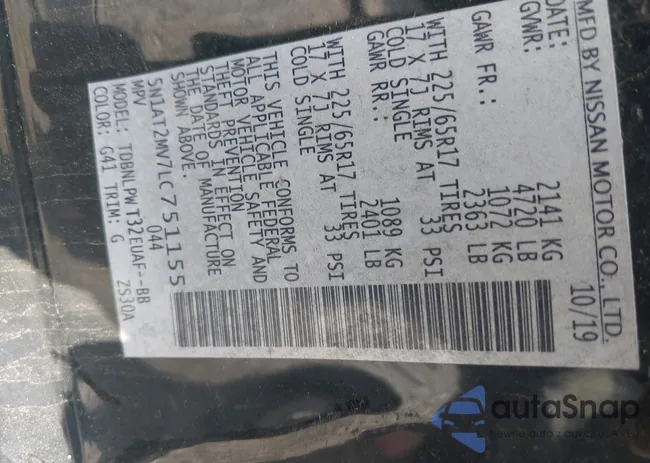 MFD BY NISSAN MOTOR CO., LTD.
DATE: 10/19
GVWR: 2141 KG
4720 LB
GAWR FR.: 1072 KG
2363 LB
WITH 225/65R17 TIRES
17 X 7J RIMS AT 33 PSI
COLD SINGLE
GAWR RR.: 1089 KG
2401 LB
WITH 225/65R17 TIRES
17 X 7J RIMS AT 33 PSI
COLD SINGLE
THIS VEHICLE CONFORMS TO
ALL APPLICABLE FEDERAL
MOTOR VEHICLE SAFETY AND
THEFT PREVENTION
STANDARDS IN EFFECT ON
THE DATE OF MANUFACTURE
SHOWN ABOVE.
5N1AT2MV7LC751155
MPV 044
MODEL: TDBNLPWT32EUAF--BB
COLOR: G41 TRIM: G ZS30A
autaSnap